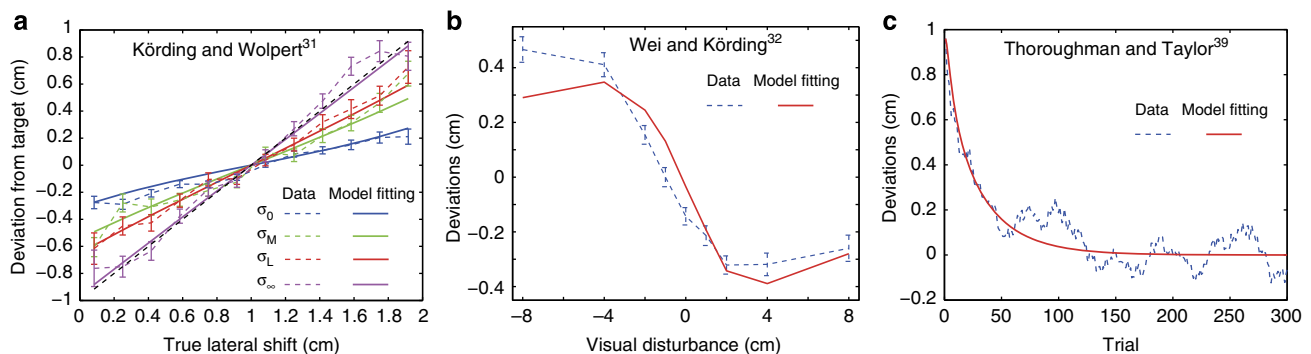 a
Körding and Wolpert31
Deviation from target (cm)
1
0.8
0.6
0.4
0.2
0
−0.2
−0.4
−0.6
−0.8
−1
Data Model fitting
σ0
σM
σL
σ∞
0 0.2 0.4 0.6 0.8 1 1.2 1.4 1.6 1.8 2
True lateral shift (cm)
b
Wei and Körding32
Data Model fitting
Deviations (cm)
0.4
0.2
0
−0.2
−0.4
−8 −4 0 4 8
Visual disturbance (cm)
c
Thoroughman and Taylor39
Data Model fitting
Deviations (cm)
1
0.8
0.6
0.4
0.2
0
−0.2
0 50 100 150 200 250 300
Trial